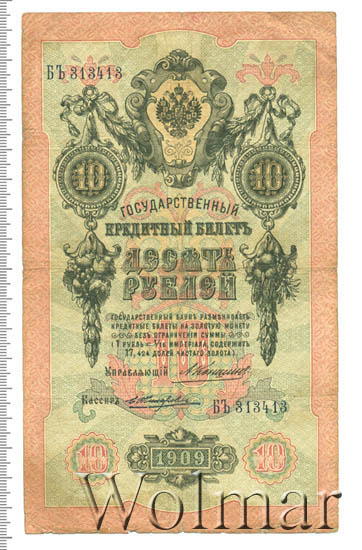 БЪ 313413
10 10
ГОСУДАРСТВЕННЫЙ
КРЕДИТНЫЙ БИЛЕТЪ
ДЕСЯТЬ
РУБЛЕЙ
ГОСУДАРСТВЕННЫЙ БАНКЪ РАЗМѢНИВАЕТЪ
КРЕДИТНЫЕ БИЛЕТЫ НА ЗОЛОТУЮ МОНЕТУ
БЕЗЪ ОГРАНИЧЕНІЯ СУММЫ
(1 РУБЛЬ = 1/15 ИМПЕРІАЛА, СОДЕРЖИТЪ
17,424 ДОЛЕЙ ЧИСТАГО ЗОЛОТА).
УПРАВЛЯЮЩІЙ
Кассиръ
БЪ 313413
10 1909 10
Wolmar